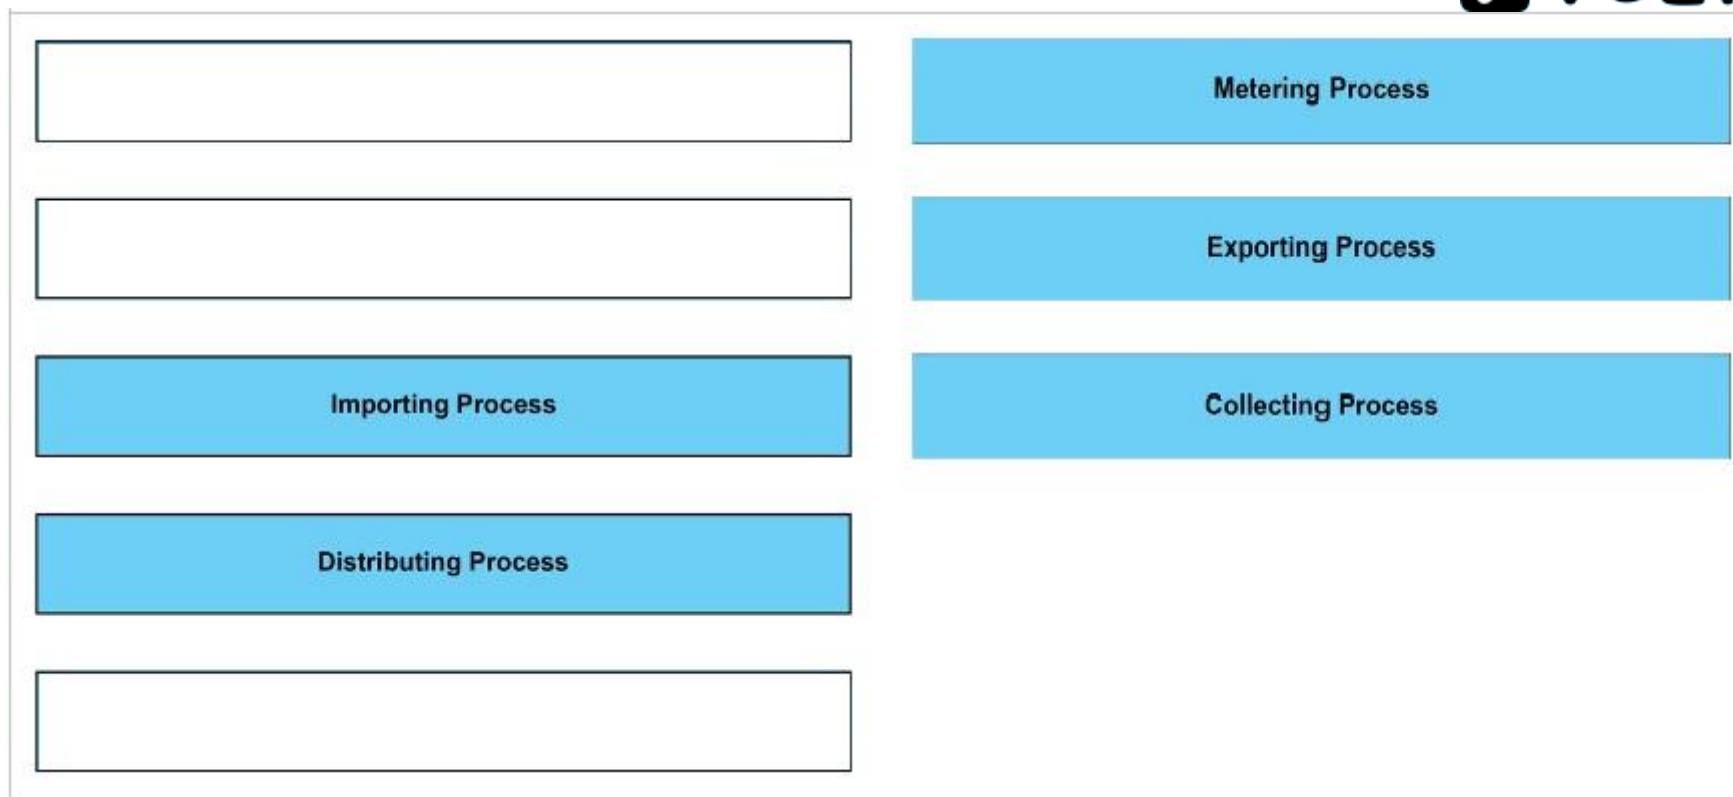 Metering Process
Exporting Process
Importing Process
Collecting Process
Distributing Process